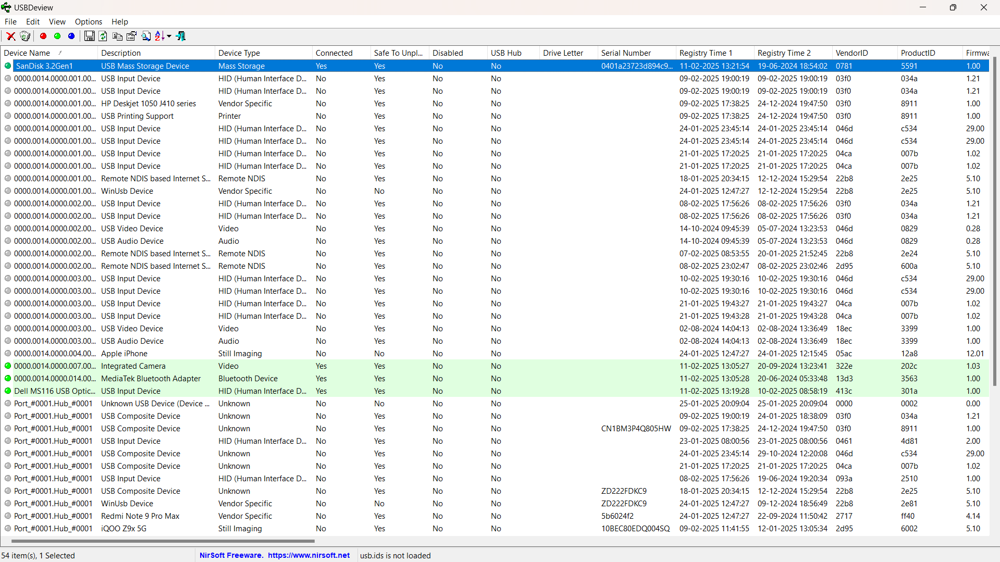 USBDeview
File Edit View Options Help
Device Name Description Device Type Connected Safe To Unpl... Disabled USB Hub Drive Letter Serial Number Registry Time 1 Registry Time 2 VendorID ProductID Firmwa
SanDisk 3.2Gen1 USB Mass Storage Device Mass Storage Yes Yes No No 0401a23723d894c9... 11-02-2025 13:21:54 19-06-2024 18:54:02 0781 5591 1.00
0000.0014.0000.001.00... USB Input Device HID (Human Interface D... No Yes No No 09-02-2025 19:00:19 09-02-2025 19:00:19 03f0 034a 1.21
0000.0014.0000.001.00... USB Input Device HID (Human Interface D... No Yes No No 09-02-2025 19:00:19 09-02-2025 19:00:19 03f0 034a 1.21
0000.0014.0000.001.00... HP Deskjet 1050 J410 series Vendor Specific No Yes No No 09-02-2025 17:38:25 24-12-2024 19:47:50 03f0 8911 1.00
0000.0014.0000.001.00... USB Printing Support Printer No Yes No No 09-02-2025 17:38:25 24-12-2024 19:47:50 03f0 8911 1.00
0000.0014.0000.001.00... USB Input Device HID (Human Interface D... No Yes No No 24-01-2025 23:45:14 24-01-2025 23:45:14 046d c534 29.00
0000.0014.0000.001.00... USB Input Device HID (Human Interface D... No Yes No No 24-01-2025 23:45:14 24-01-2025 23:45:14 046d c534 29.00
0000.0014.0000.001.00... USB Input Device HID (Human Interface D... No Yes No No 21-01-2025 17:20:25 21-01-2025 17:20:25 04ca 007b 1.02
0000.0014.0000.001.00... USB Input Device HID (Human Interface D... No Yes No No 21-01-2025 17:20:25 21-01-2025 17:20:25 04ca 007b 1.02
0000.0014.0000.001.00... Remote NDIS based Internet S... Remote NDIS No Yes No No 18-01-2025 20:34:15 12-12-2024 15:29:54 22b8 2e25 5.10
0000.0014.0000.001.00... WinUsb Device Vendor Specific No No No No 24-01-2025 12:47:27 12-12-2024 15:29:54 22b8 2e25 5.10
0000.0014.0000.002.00... USB Input Device HID (Human Interface D... No Yes No No 08-02-2025 17:56:26 08-02-2025 17:56:26 03f0 034a 1.21
0000.0014.0000.002.00... USB Input Device HID (Human Interface D... No Yes No No 08-02-2025 17:56:26 08-02-2025 17:56:26 03f0 034a 1.21
0000.0014.0000.002.00... USB Video Device Video No Yes No No 14-10-2024 09:45:39 05-07-2024 13:23:53 046d 0829 0.28
0000.0014.0000.002.00... USB Audio Device Audio No Yes No No 14-10-2024 09:45:39 05-07-2024 13:23:53 046d 0829 0.28
0000.0014.0000.002.00... Remote NDIS based Internet S... Remote NDIS No Yes No No 07-02-2025 08:53:55 20-01-2025 21:52:45 22b8 2e24 5.10
0000.0014.0000.002.00... Remote NDIS based Internet S... Remote NDIS No Yes No No 08-02-2025 23:02:47 08-02-2025 23:02:46 2d95 600a 5.10
0000.0014.0000.003.00... USB Input Device HID (Human Interface D... No Yes No No 10-02-2025 19:30:16 10-02-2025 19:30:16 046d c534 29.00
0000.0014.0000.003.00... USB Input Device HID (Human Interface D... No Yes No No 10-02-2025 19:30:16 10-02-2025 19:30:16 046d c534 29.00
0000.0014.0000.003.00... USB Input Device HID (Human Interface D... No Yes No No 21-01-2025 19:43:27 21-01-2025 19:43:27 04ca 007b 1.02
0000.0014.0000.003.00... USB Input Device HID (Human Interface D... No Yes No No 21-01-2025 19:43:28 21-01-2025 19:43:28 04ca 007b 1.02
0000.0014.0000.003.00... USB Video Device Video No Yes No No 02-08-2024 14:04:13 02-08-2024 13:36:49 18ec 3399 1.00
0000.0014.0000.003.00... USB Audio Device Audio No Yes No No 02-08-2024 14:04:13 02-08-2024 13:36:49 18ec 3399 1.00
0000.0014.0000.004.00... Apple iPhone Still Imaging No No No No 24-01-2025 12:47:27 24-01-2025 12:15:45 05ac 12a8 12.01
0000.0014.0000.007.00... Integrated Camera Video Yes Yes No No 11-02-2025 13:05:27 20-09-2024 13:23:41 322e 202c 1.03
0000.0014.0000.014.00... MediaTek Bluetooth Adapter Bluetooth Device Yes Yes No No 11-02-2025 13:05:28 20-06-2024 05:33:48 13d3 3563 1.00
Dell MS116 USB Optic... USB Input Device HID (Human Interface D... Yes Yes No No 11-02-2025 13:19:28 10-02-2025 08:58:19 413c 301a 1.00
Port_#0001.Hub_#0001 Unknown USB Device (Device ... Unknown No No No No 25-01-2025 20:09:04 25-01-2025 20:09:04 0000 0002 0.00
Port_#0001.Hub_#0001 USB Composite Device Unknown No Yes No No 09-02-2025 19:00:19 24-01-2025 18:38:09 03f0 034a 1.21
Port_#0001.Hub_#0001 USB Composite Device Unknown No Yes No No CN1BM3P4Q805HW 09-02-2025 17:38:25 24-12-2024 19:47:50 03f0 8911 1.00
Port_#0001.Hub_#0001 USB Input Device HID (Human Interface D... No Yes No No 23-01-2025 08:00:56 23-01-2025 08:00:56 0461 4d81 2.00
Port_#0001.Hub_#0001 USB Composite Device Unknown No Yes No No 24-01-2025 23:45:14 29-10-2024 12:20:08 046d c534 29.00
Port_#0001.Hub_#0001 USB Composite Device Unknown No Yes No No 21-01-2025 17:20:25 21-01-2025 17:20:25 04ca 007b 1.02
Port_#0001.Hub_#0001 USB Input Device HID (Human Interface D... No Yes No No 08-02-2025 17:56:26 19-06-2024 19:20:34 093a 2510 1.00
Port_#0001.Hub_#0001 USB Composite Device Unknown No Yes No No ZD222FDKC9 18-01-2025 20:34:15 12-12-2024 15:29:54 22b8 2e25 5.10
Port_#0001.Hub_#0001 WinUsb Device Vendor Specific No No No No ZD222FDKC9 24-01-2025 12:47:27 09-12-2024 18:56:49 22b8 2e81 5.10
Port_#0001.Hub_#0001 Redmi Note 9 Pro Max Vendor Specific No Yes No No 5b6024f2 24-01-2025 12:47:27 22-09-2024 11:50:42 2717 ff40 4.14
Port_#0001.Hub_#0001 iQOO Z9x 5G Still Imaging No Yes No No 10BEC80EDQ004SQ 09-02-2025 11:41:55 12-01-2025 13:05:34 2d95 6002 5.10
54 item(s), 1 Selected NirSoft Freeware. https://www.nirsoft.net usb.ids is not loaded